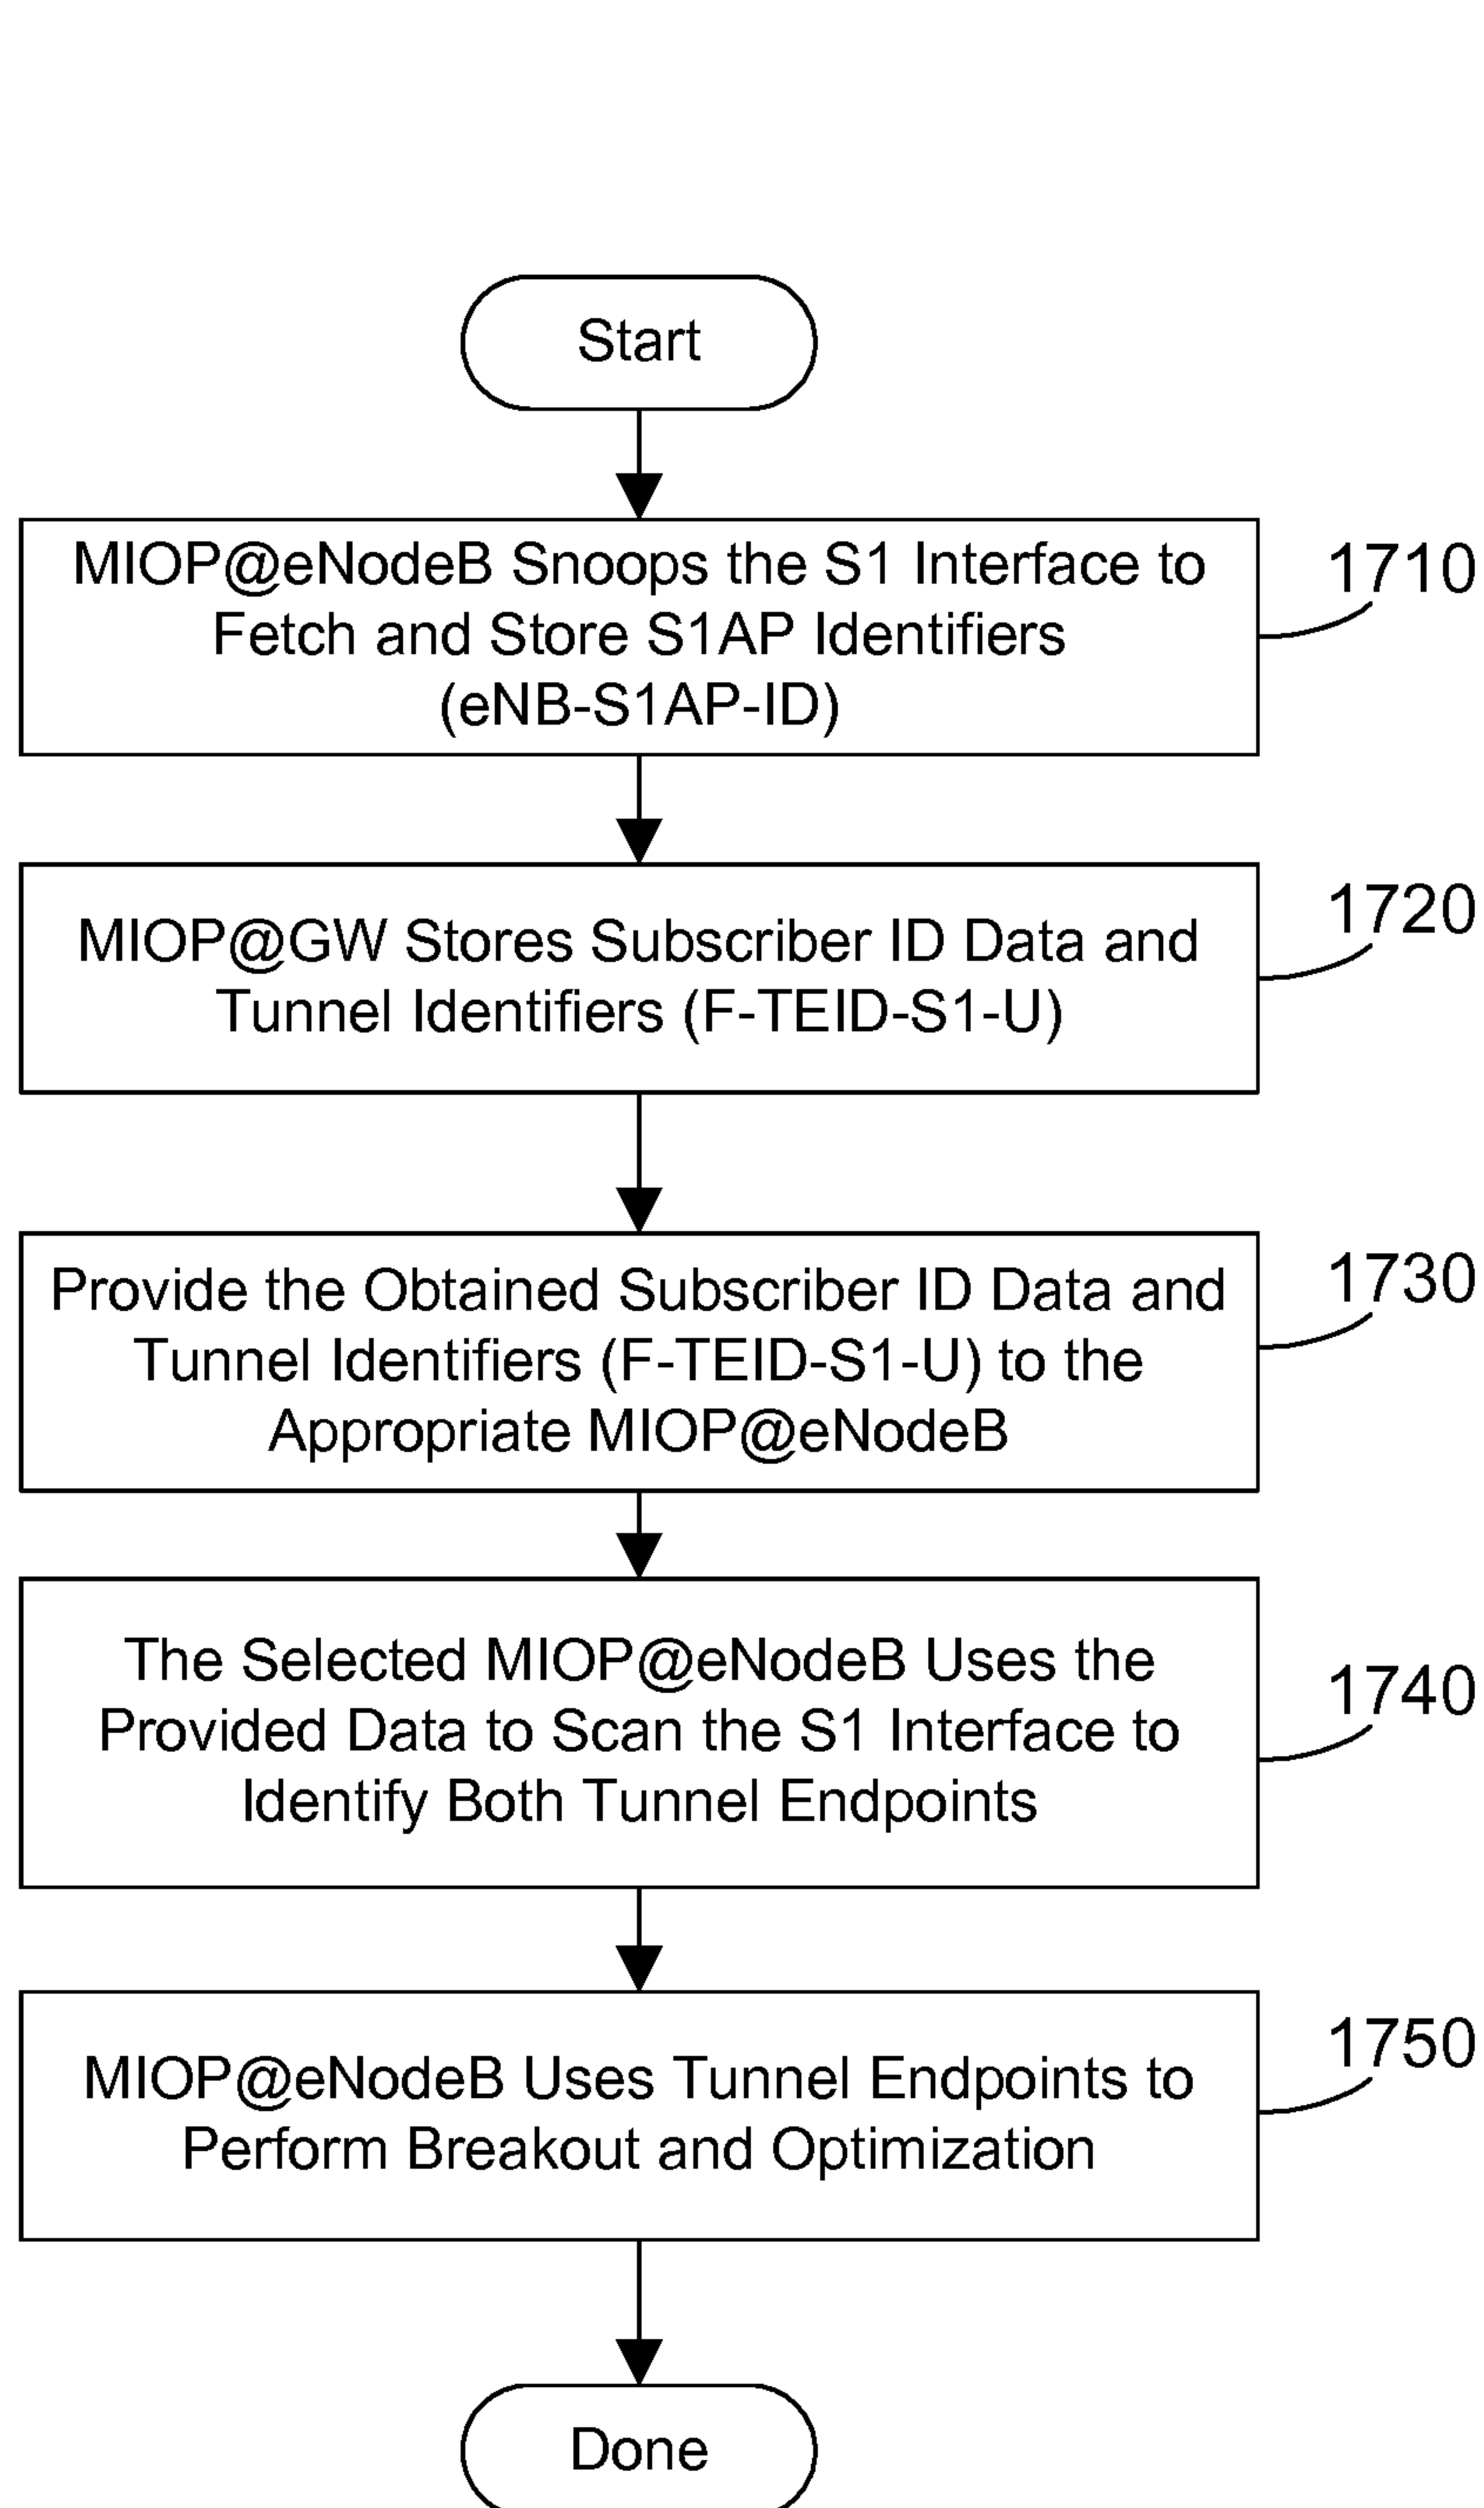 Start
MIOP@eNodeB Snoops the S1 Interface to
Fetch and Store S1AP Identifiers
(eNB-S1AP-ID)
1710
MIOP@GW Stores Subscriber ID Data and
Tunnel Identifiers (F-TEID-S1-U)
1720
Provide the Obtained Subscriber ID Data and
Tunnel Identifiers (F-TEID-S1-U) to the
Appropriate MIOP@eNodeB
1730
The Selected MIOP@eNodeB Uses the
Provided Data to Scan the S1 Interface to
Identify Both Tunnel Endpoints
1740
MIOP@eNodeB Uses Tunnel Endpoints to
Perform Breakout and Optimization
1750
Done